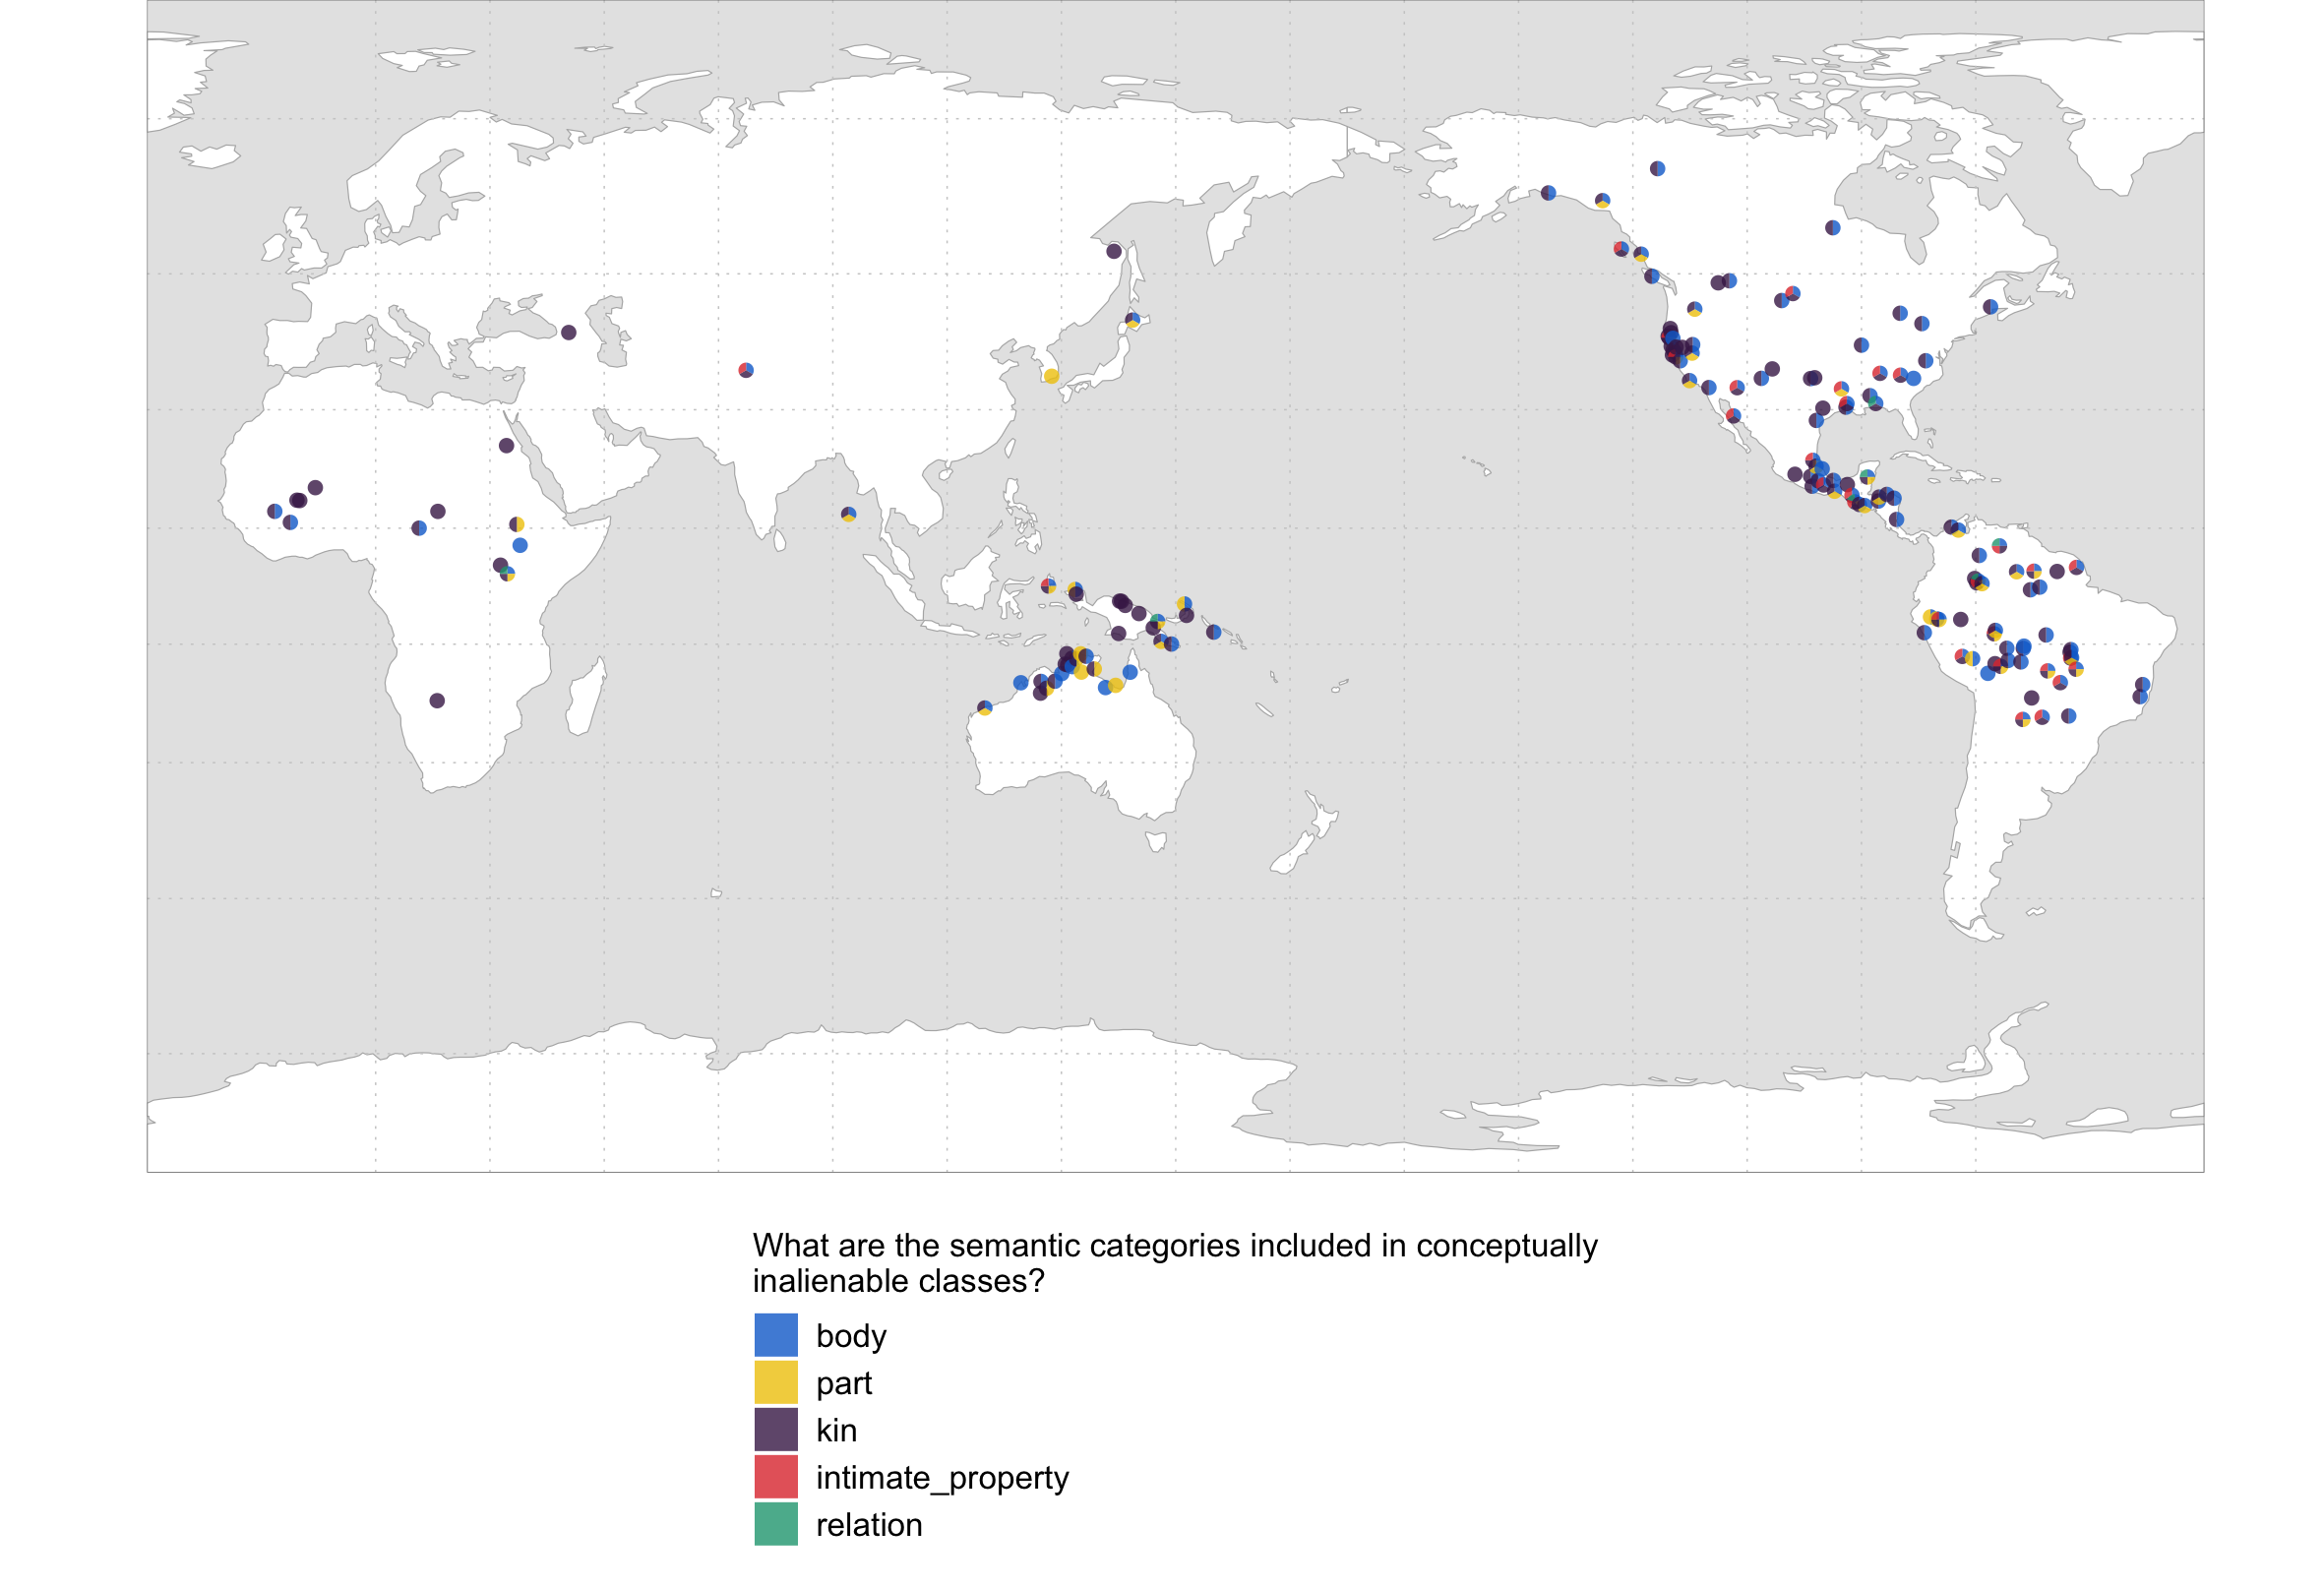 What are the semantic categories included in conceptually
inalienable classes?
body
part
kin
intimate_property
relation